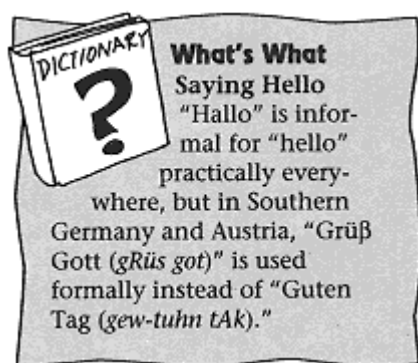 DICTIONARY
?
What's What
Saying Hello
"Hallo" is infor-
mal for "hello"
practically every-
where, but in Southern
Germany and Austria, "Grüβ
Gott (gRüs got)" is used
formally instead of "Guten
Tag (gew-tuhn tAk)."